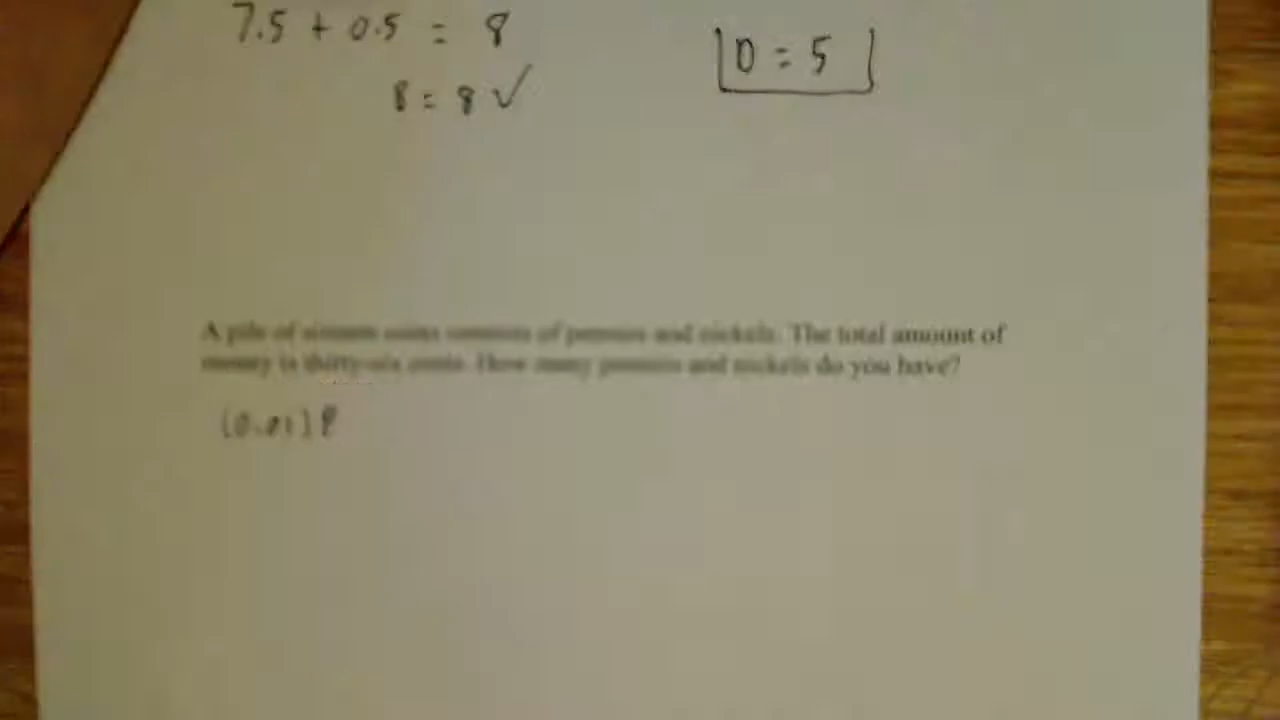 7.5 + 0.5 = 8
0 = 5
8 = 8 ✓
A pile of sixteen coins consists of pennies and nickels. The total amount of
money is thirty-six cents. How many pennies and nickels do you have?
(0.01)P